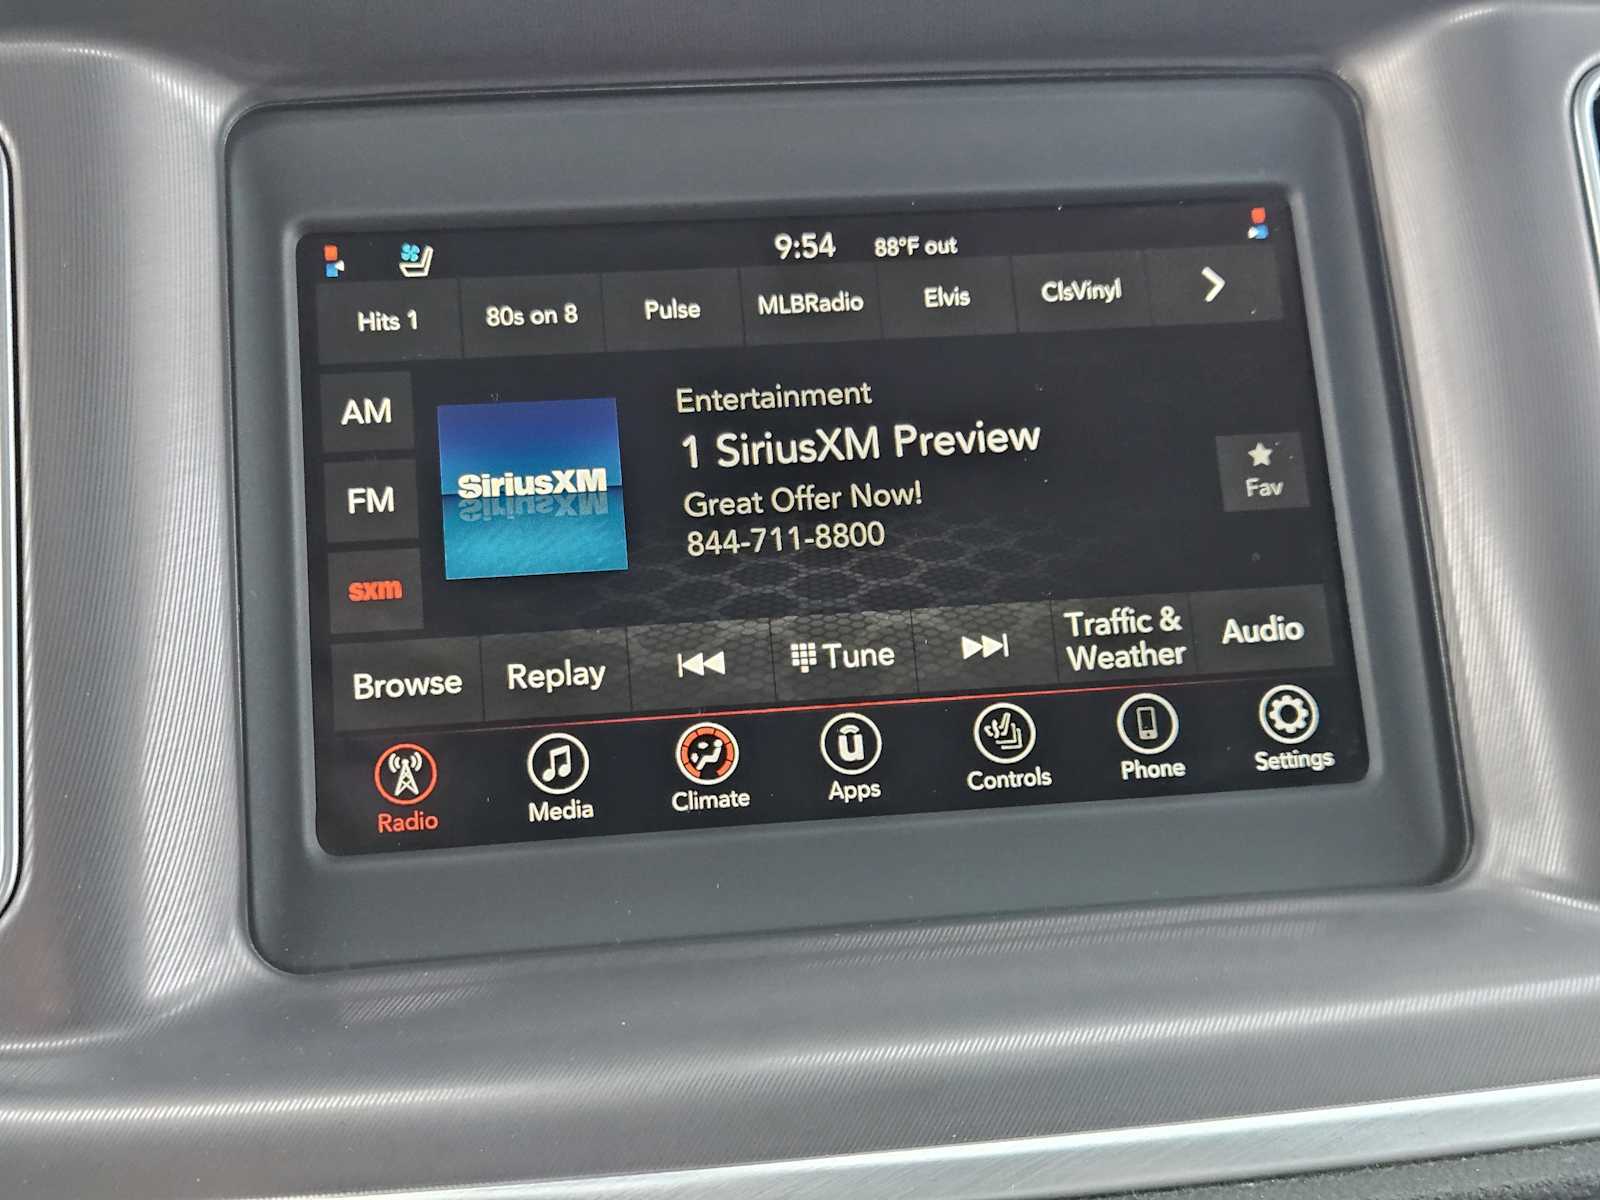 9:54 88°F out
Hits 1 80s on 8 Pulse MLBRadio Elvis ClsVinyl
AM
FM
sxm
SiriusXM
Entertainment
1 SiriusXM Preview
Great Offer Now!
844-711-8800
Fav
Browse Replay Tune Traffic & Weather Audio
Radio Media Climate Apps Controls Phone Settings